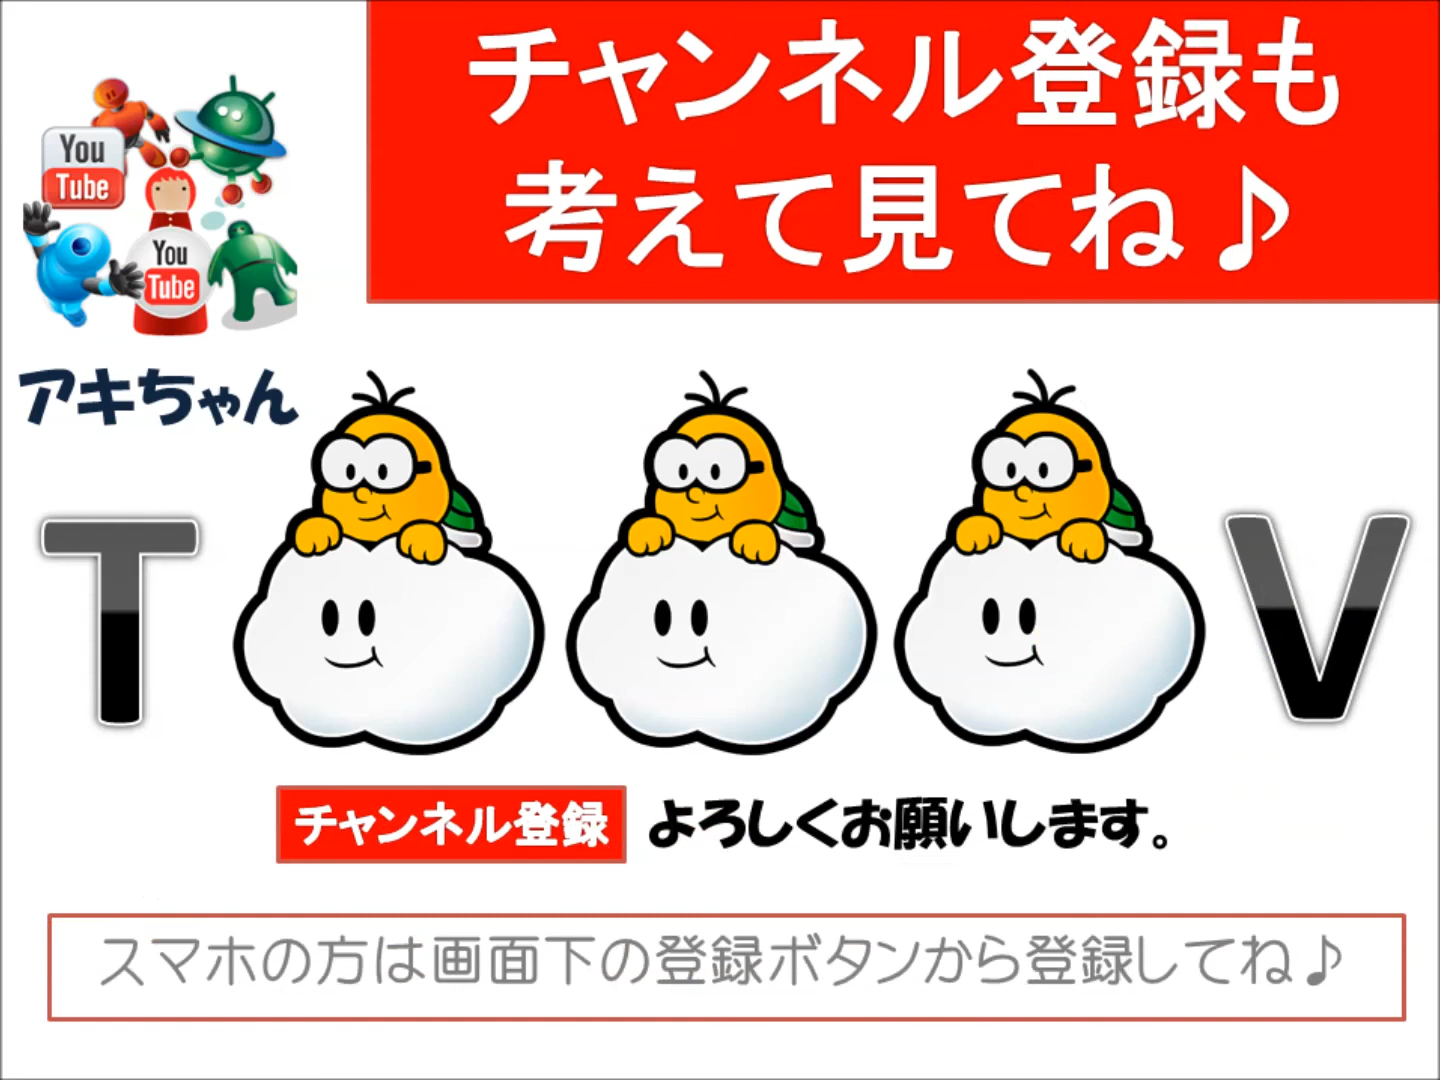 チャンネル登録も
考えて見てね♪
You
Tube
You
Tube
アキちゃん
T
V
チャンネル登録 よろしくお願いします。
スマホの方は画面下の登録ボタンから登録してね♪